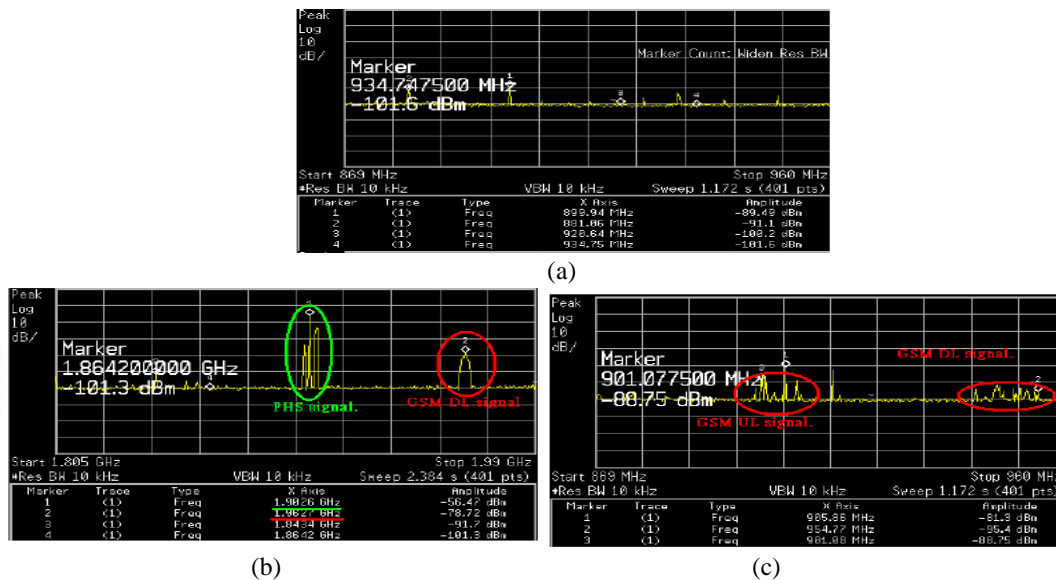 Peak
Log
10
dB/
Marker Count: Widen Res BW
Marker
934.747500 MHz
-101.6 dBm
Start 869 MHz Stop 960 MHz
*Res BW 10 kHz VBW 10 kHz Sweep 1.172 s (401 pts)
Marker Trace Type X Axis Amplitude
1 (1) Freq 899.94 MHz -89.49 dBm
2 (1) Freq 881.06 MHz -91.1 dBm
3 (1) Freq 920.64 MHz
4 (1) Freq 934.75 MHz -101.6 dBm
(a)
Peak
Log
10
dB/
Marker
1.864200000 GHz
-101.3 dBm
PHS signal.
GSM DL signal
Start 1.805 GHz Stop 1.99 GHz
*Res BW 10 kHz VBW 10 kHz Sweep 2.384 s (401 pts)
Marker Trace Type X Axis Amplitude
1 (1) Freq 1.9026 GHz -56.47 dBm
2 (1) Freq 1.9627 GHz -78.72 dBm
3 (1) Freq 1.8434 GHz -91.7 dBm
4 (1) Freq 1.8642 GHz -101.3 dBm
(b)
Peak
Log
10
dB/
Marker
901.077500 MHz
-88.75 dBm
GSM DL signal.
GSM UL signal.
Start 869 MHz Stop 960 MHz
*Res BW 10 kHz VBW 10 kHz Sweep 1.172 s (401 pts)
Marker Trace Type X Axis Amplitude
1 (1) Freq 905.86 MHz -81.3 dBm
2 (1) Freq 954.77 MHz -95.4 dBm
3 (1) Freq 901.08 MHz -88.75 dBm
(c)